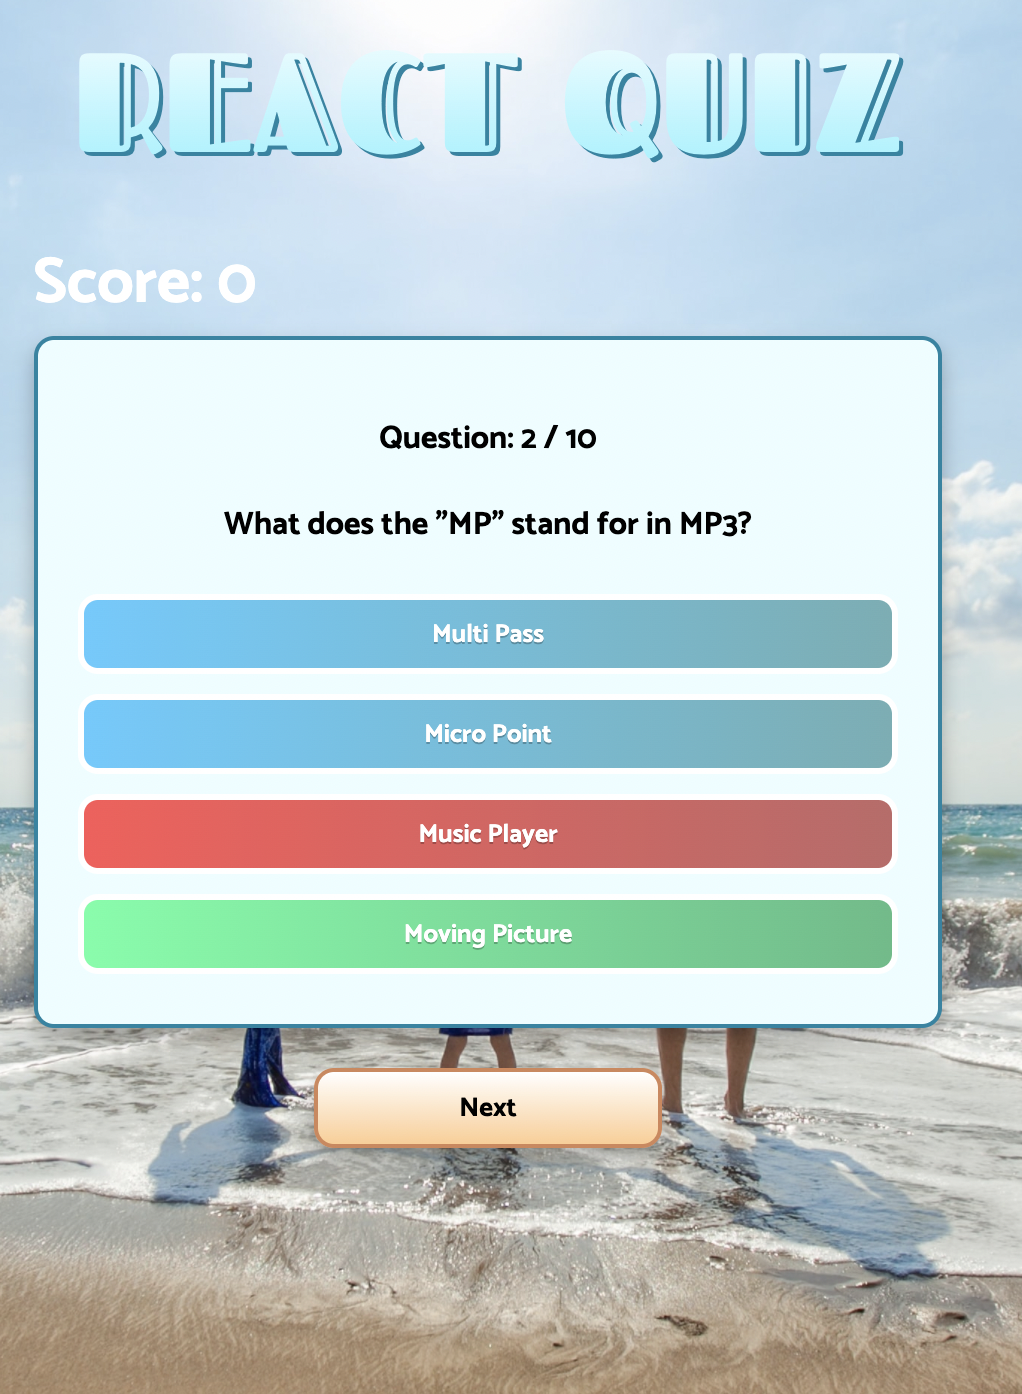 REACT QUIZ
Score: 0
Question: 2 / 10
What does the ”MP” stand for in MP3?
Multi Pass
Micro Point
Music Player
Moving Picture
Next